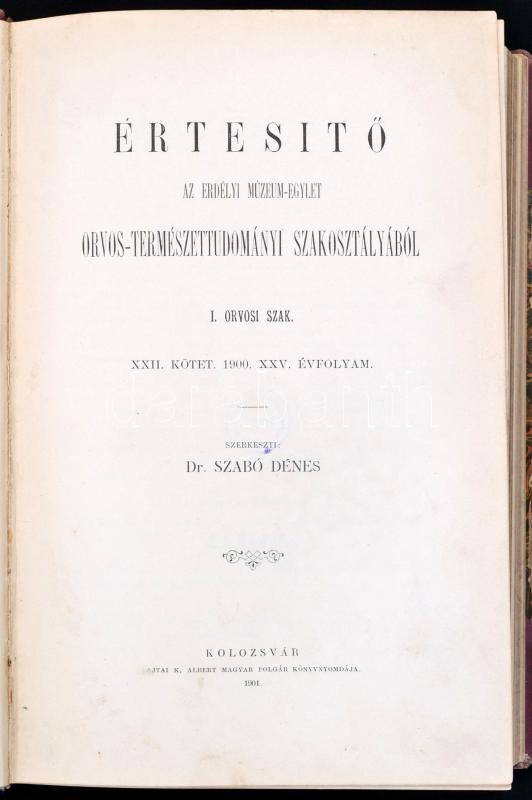 ÉRTESITŐ
AZ ERDÉLYI MÚZEUM-EGYLET
ORVOS-TERMÉSZETTUDOMÁNYI SZAKOSZTÁLYÁBÓL
I. ORVOSI SZAK.
XXII. KÖTET. 1900. XXV. ÉVFOLYAM.
darabanth
SZERKESZTI:
Dr. SZABÓ DÉNES
KOLOZSVÁR
AJTAI K. ALBERT MAGYAR POLGÁR KÖNYVNYOMDÁJA.
1901.